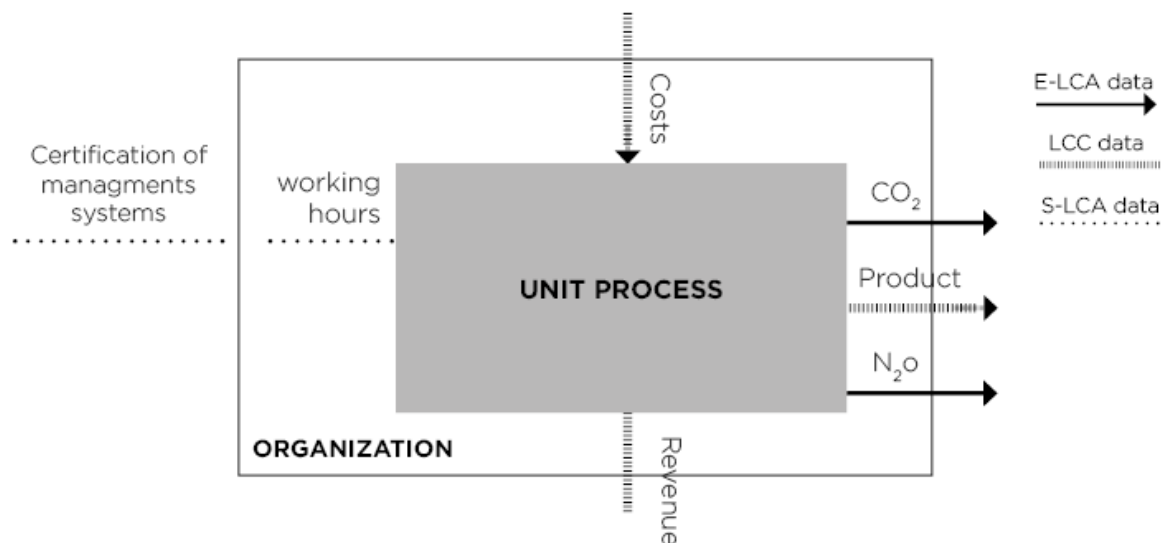 Costs
E-LCA data
LCC data
S-LCA data
Certification of
managments
systems
working
hours
CO₂
Product
N₂o
UNIT PROCESS
ORGANIZATION
Revenue